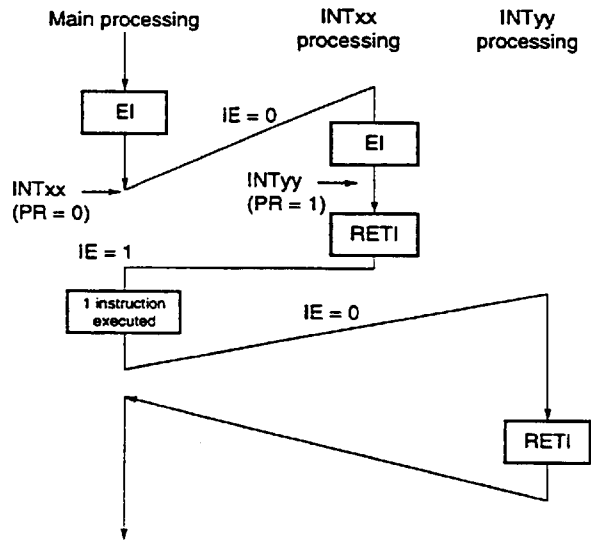 Main processing
INTxx
processing
INTyy
processing
EI
IE = 0
EI
INTxx
(PR = 0)
INTyy
(PR = 1)
RETI
IE = 1
1 instruction
executed
IE = 0
RETI